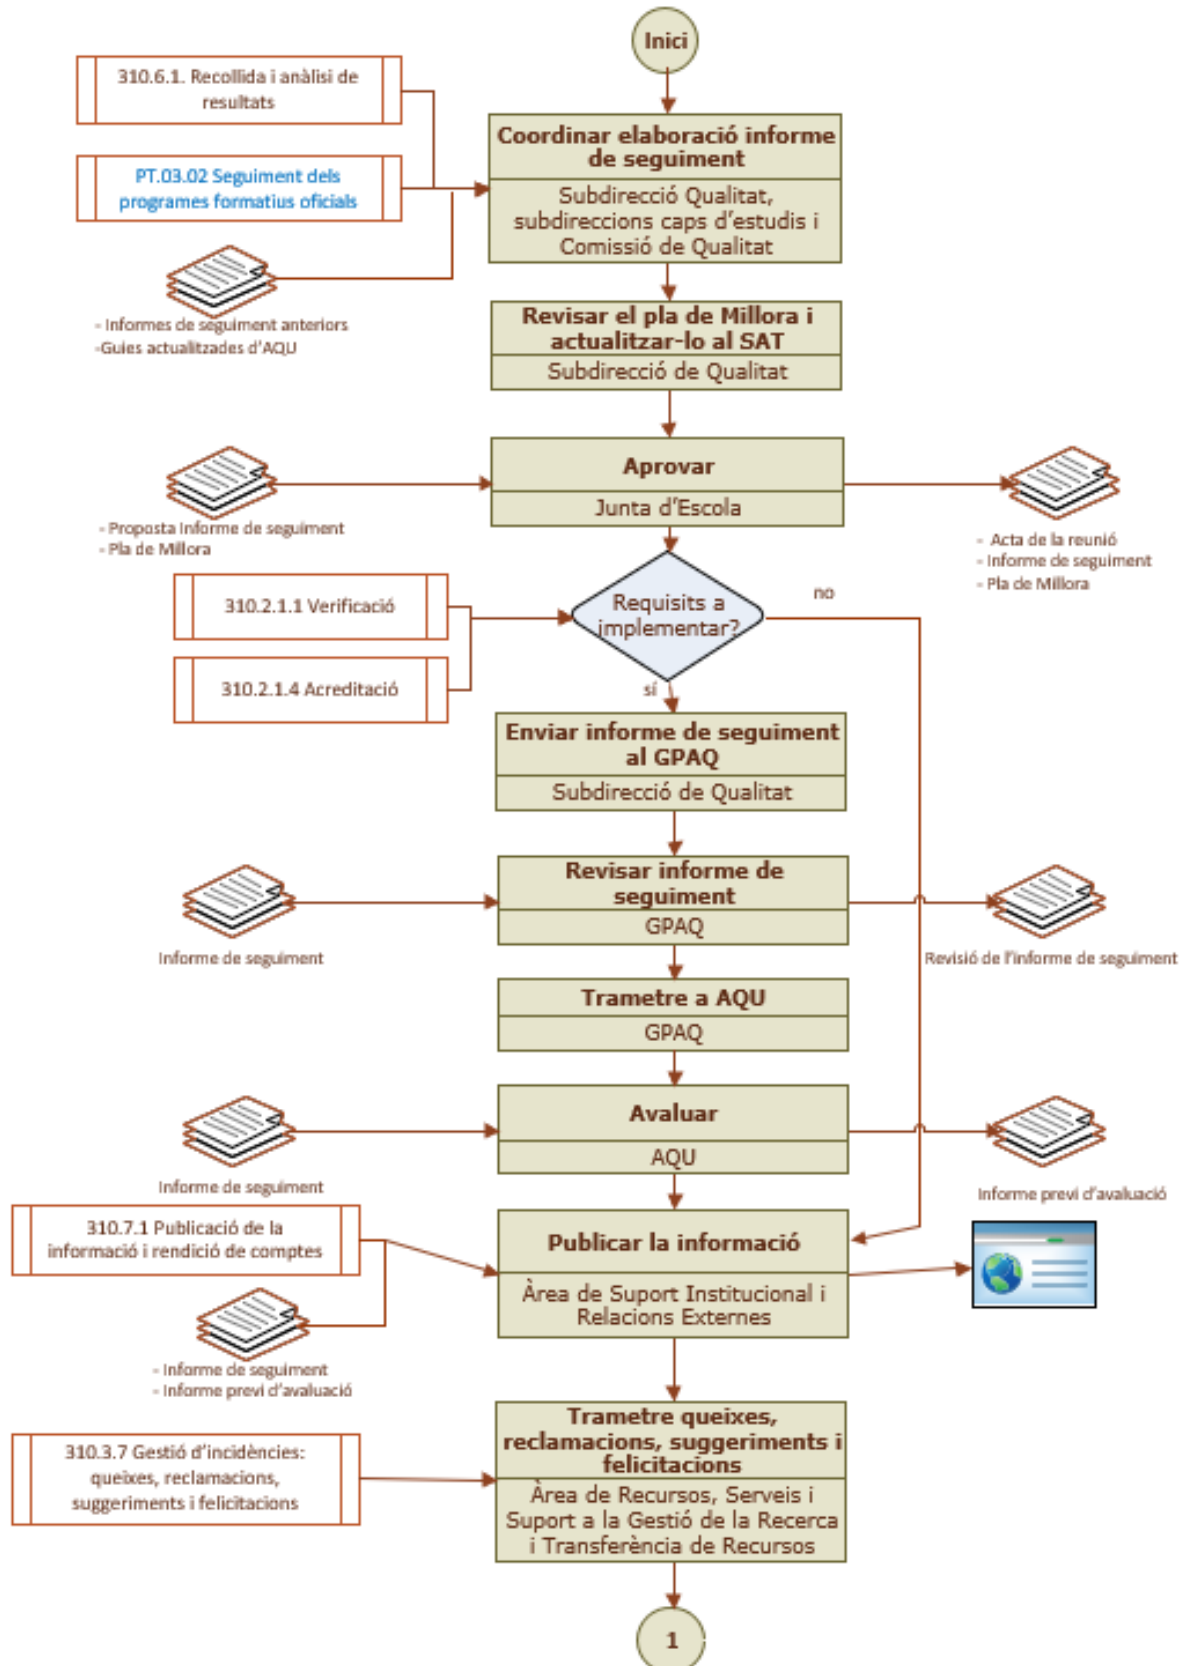 Inici
310.6.1. Recollida i anàlisi de
resultats
PT.03.02 Seguiment dels
programes formatius oficials
Coordinar elaboració informe
de seguiment
Subdirecció Qualitat,
subdireccions caps d'estudis i
Comissió de Qualitat
- Informes de seguiment anteriors
-Guies actualitzades d'AQU
Revisar el pla de Millora i
actualitzar-lo al SAT
Subdirecció de Qualitat
Aprovar
Junta d'Escola
- Proposta Informe de seguiment
- Pla de Millora
- Acta de la reunió
- Informe de seguiment
- Pla de Millora
310.2.1.1 Verificació
310.2.1.4 Acreditació
Requisits a
implementar?
no
sí
Enviar informe de seguiment
al GPAQ
Subdirecció de Qualitat
Revisar informe de
seguiment
GPAQ
Informe de seguiment
Revisió de l'informe de seguiment
Trametre a AQU
GPAQ
Avaluar
AQU
Informe de seguiment
Informe previ d'avaluació
310.7.1 Publicació de la
informació i rendició de comptes
Publicar la informació
Àrea de Suport Institucional i
Relacions Externes
- Informe de seguiment
- Informe previ d'avaluació
310.3.7 Gestió d'incidències:
queixes, reclamacions,
suggeriments i felicitacions
Trametre queixes,
reclamacions, suggeriments i
felicitacions
Àrea de Recursos, Serveis i
Suport a la Gestió de la Recerca
i Transferència de Recursos
1